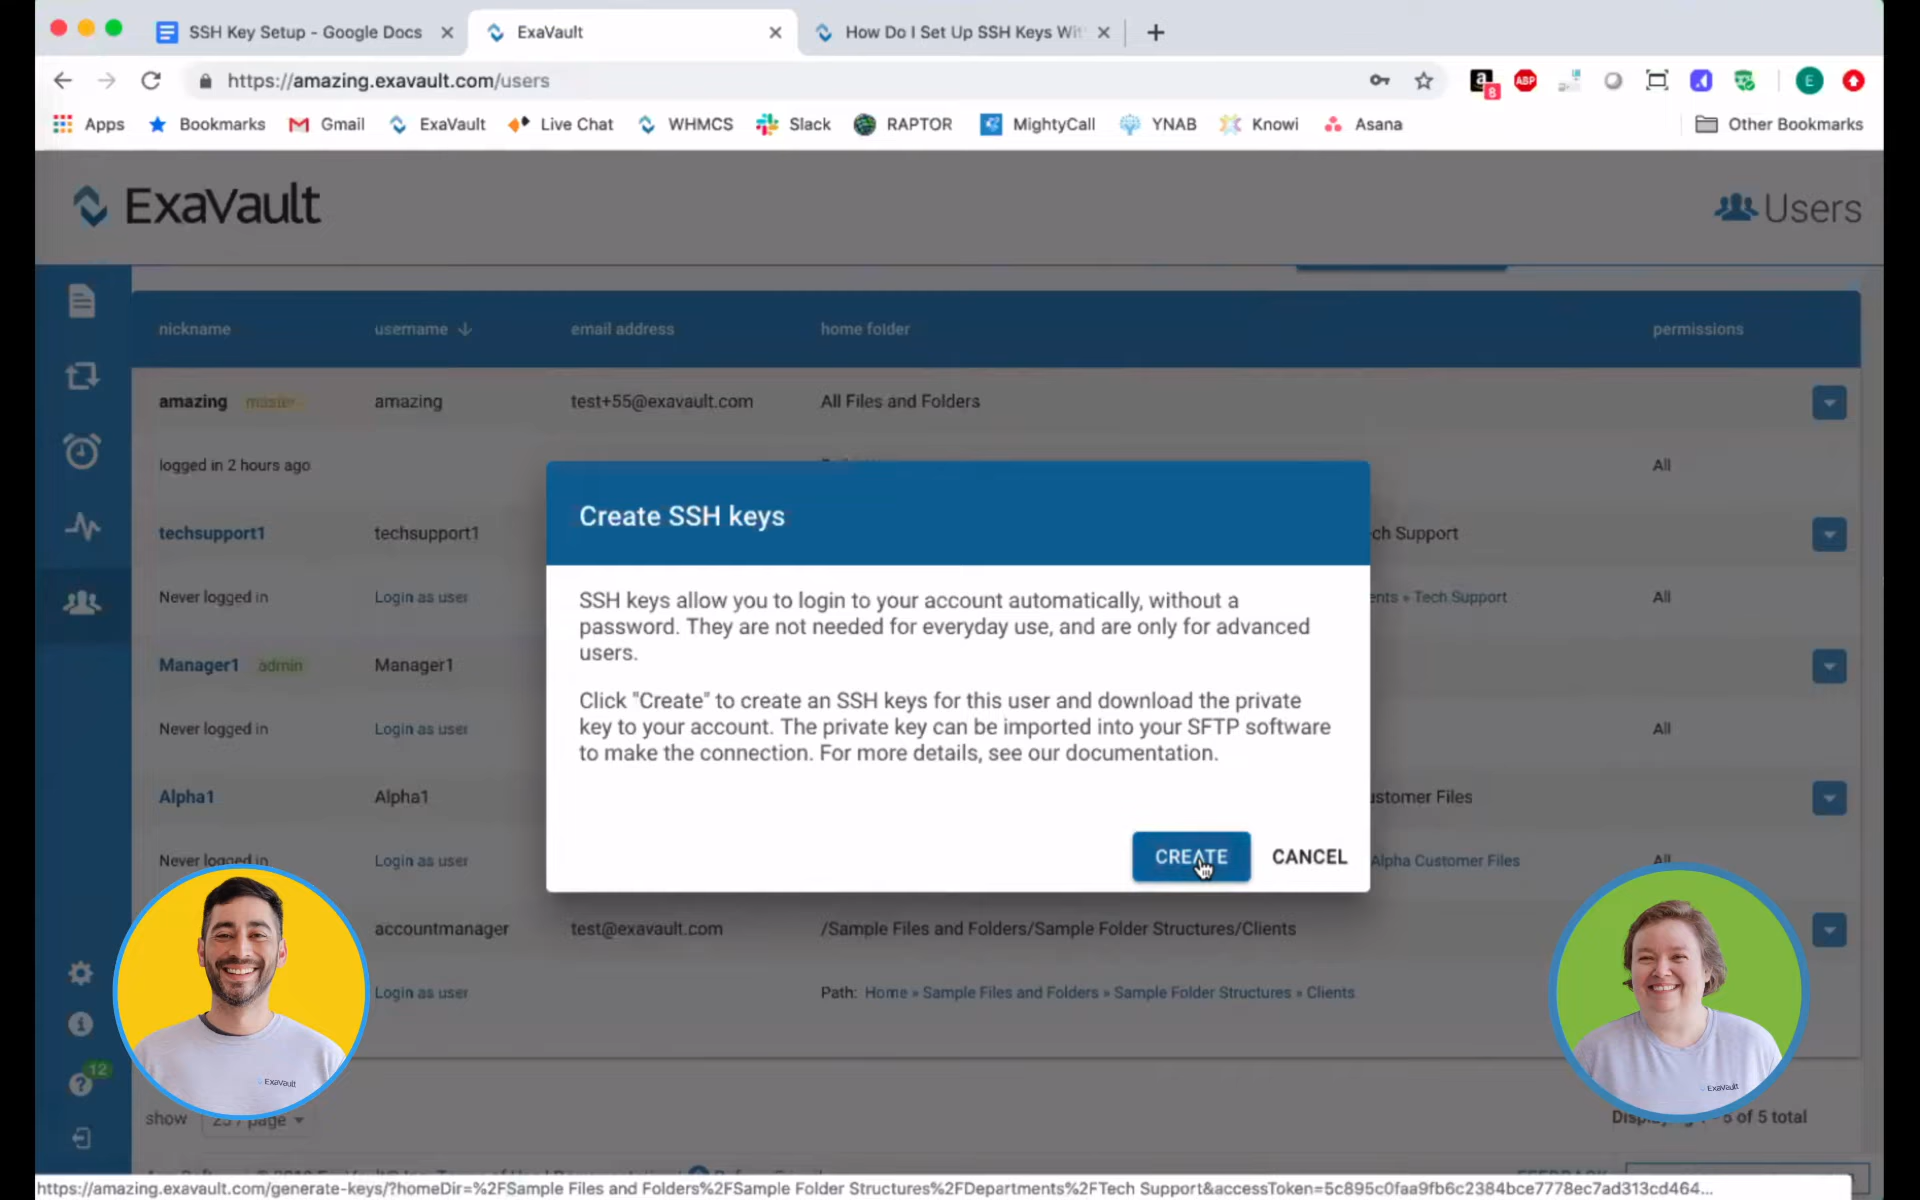 SSH Key Setup - Google Docs
ExaVault
How Do I Set Up SSH Keys Wit
https://amazing.exavault.com/users
8
ABP
E
Apps
Bookmarks
Gmail
ExaVault
Live Chat
WHMCS
Slack
RAPTOR
MightyCall
YNAB
Knowi
Asana
Other Bookmarks
ExaVault
Users
nickname
username
email address
home folder
permissions
amazing master
amazing
test+55@exavault.com
All Files and Folders
logged in 2 hours ago
All
techsupport1
techsupport1
ch Support
Never logged in
Login as user
ents » Tech Support
All
Manager1 admin
Manager1
Never logged in
Login as user
All
Alpha1
Alpha1
ustomer Files
Never logged in
Login as user
Alpha Customer Files
All
Create SSH keys
SSH keys allow you to login to your account automatically, without a
password. They are not needed for everyday use, and are only for advanced
users.
Click "Create" to create an SSH keys for this user and download the private
key to your account. The private key can be imported into your SFTP software
to make the connection. For more details, see our documentation.
CREATE
CANCEL
accountmanager
test@exavault.com
/Sample Files and Folders/Sample Folder Structures/Clients
Login as user
Path: Home » Sample Files and Folders » Sample Folder Structures » Clients
12
ExaVault
ExaVault
show
25 / page
of 5 total
https://amazing.exavault.com/generate-keys/?homeDir=%2FSample Files and Folders%2FSample Folder Structures%2FDepartments%2FTech Support&accessToken=5c895c0faa9fb6c2384bce7778ec7ad313cd464...